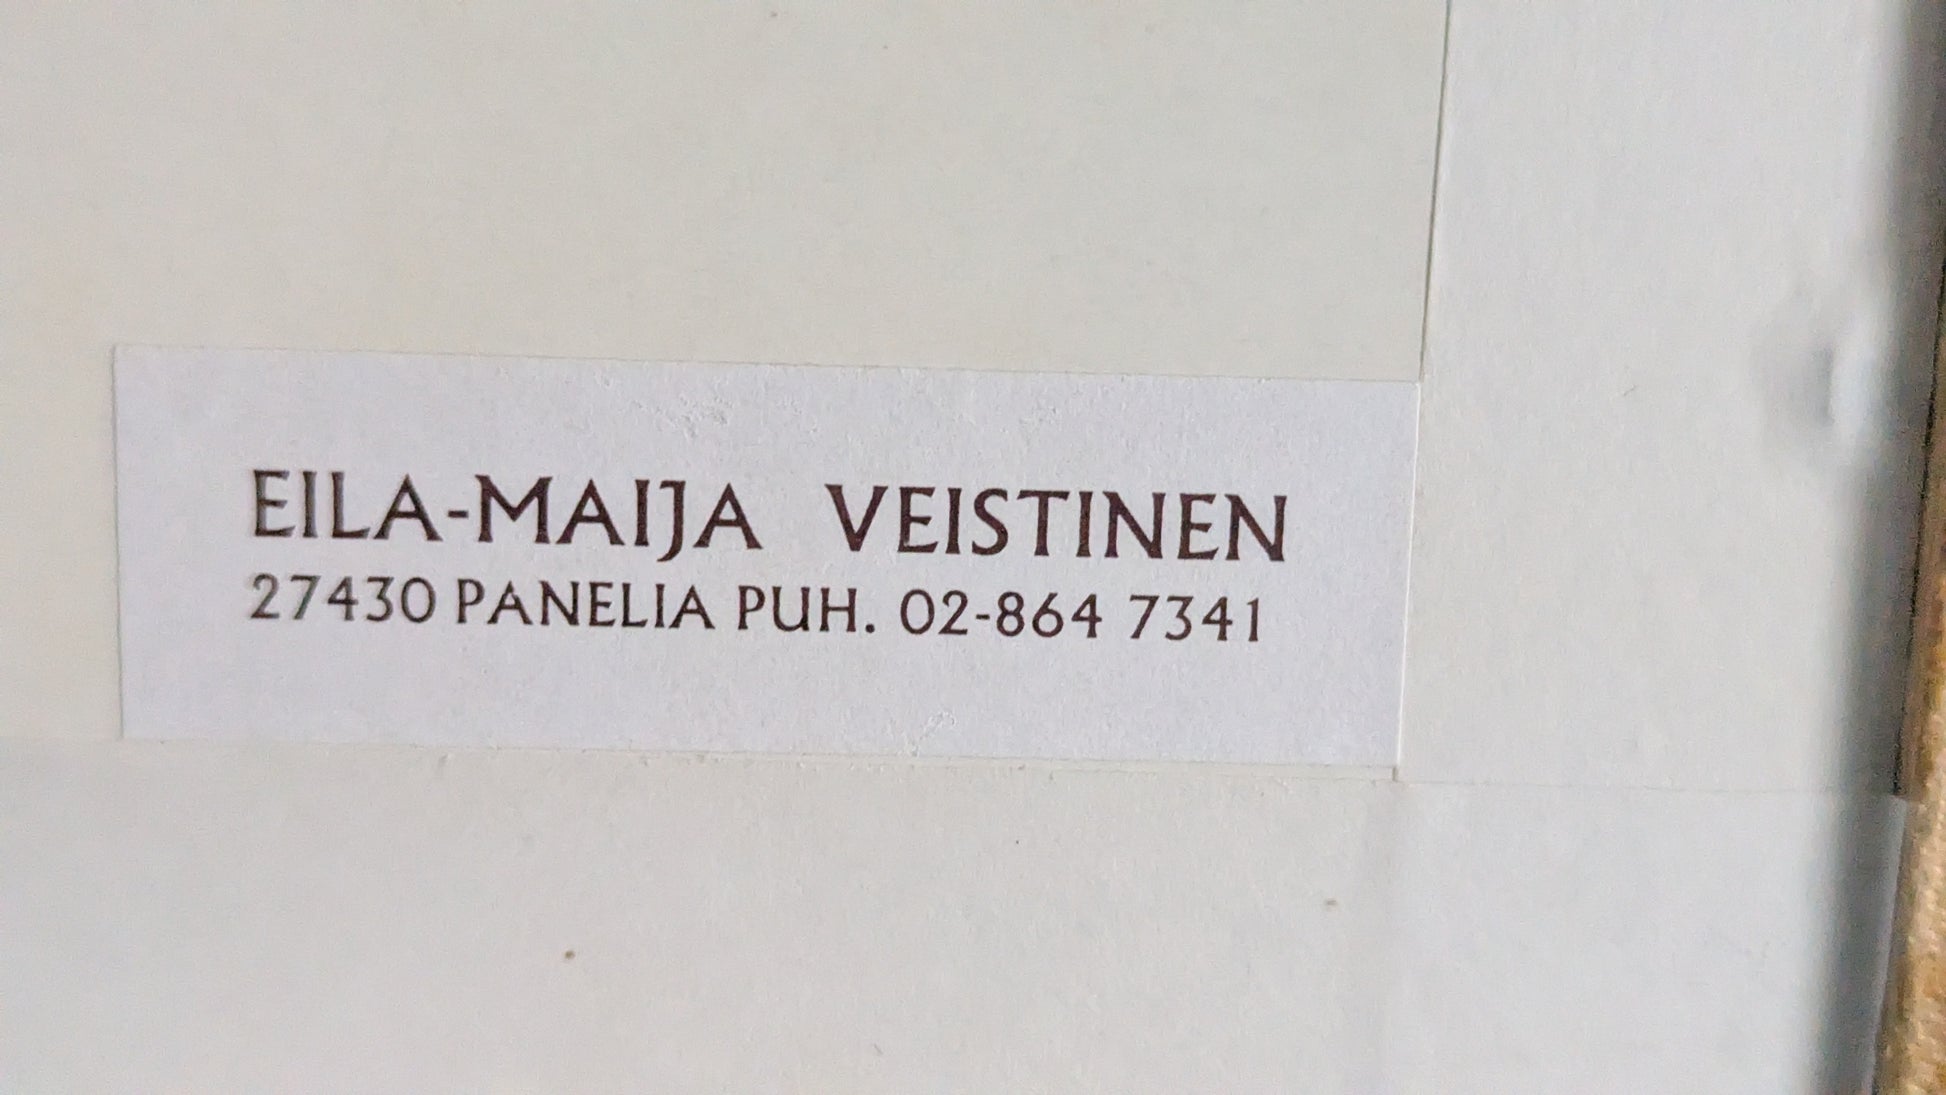 EILA-MAIJA VEISTINEN
27430 PANELIA PUH. 02-864 7341